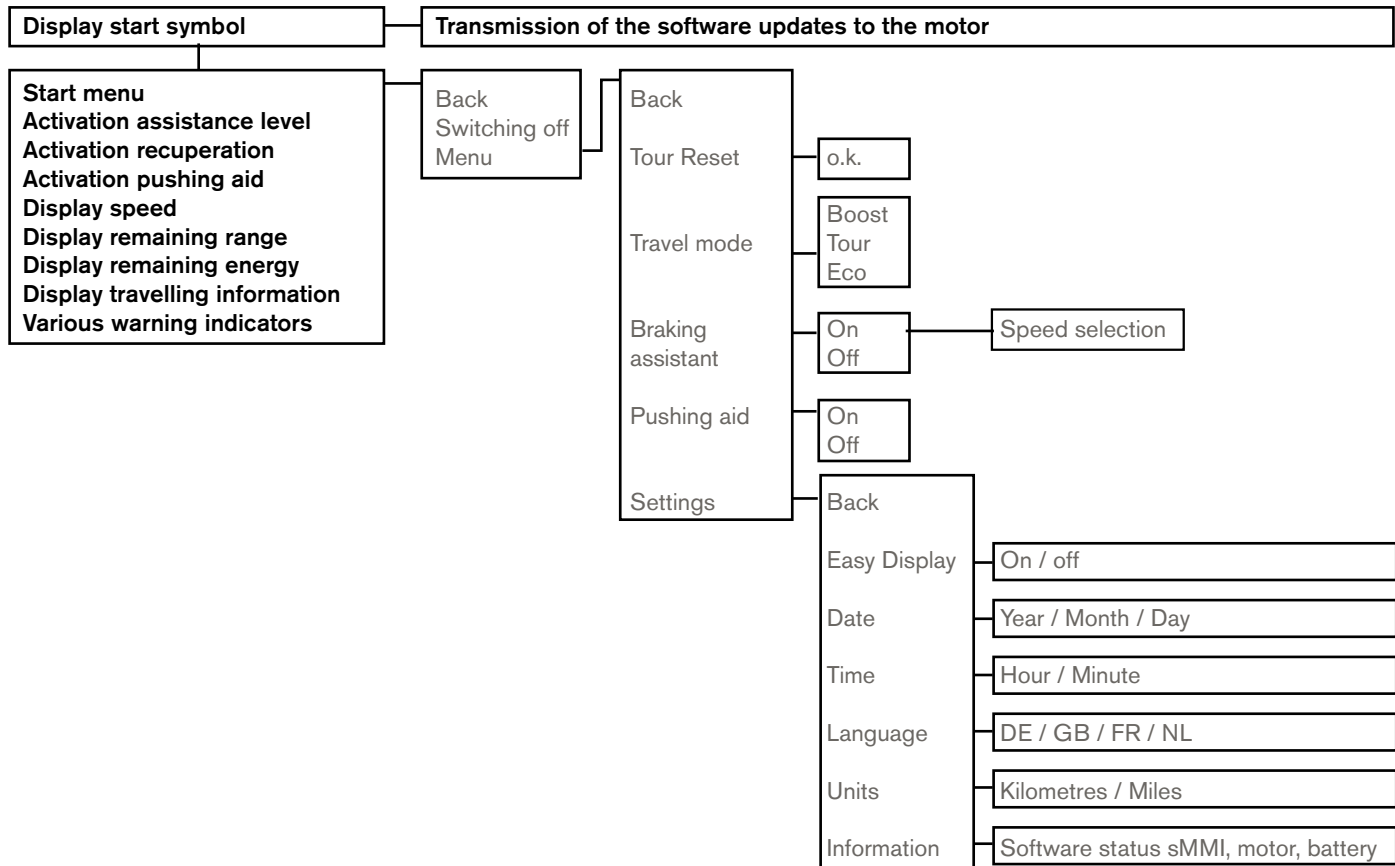 Display start symbol
Transmission of the software updates to the motor
Start menu
Activation assistance level
Activation recuperation
Activation pushing aid
Display speed
Display remaining range
Display remaining energy
Display travelling information
Various warning indicators
Back
Switching off
Menu
Back
Tour Reset
o.k.
Travel mode
Boost
Tour
Eco
Braking
assistant
On
Off
Speed selection
Pushing aid
On
Off
Settings
Back
Easy Display
On / off
Date
Year / Month / Day
Time
Hour / Minute
Language
DE / GB / FR / NL
Units
Kilometres / Miles
Information
Software status sMMI, motor, battery